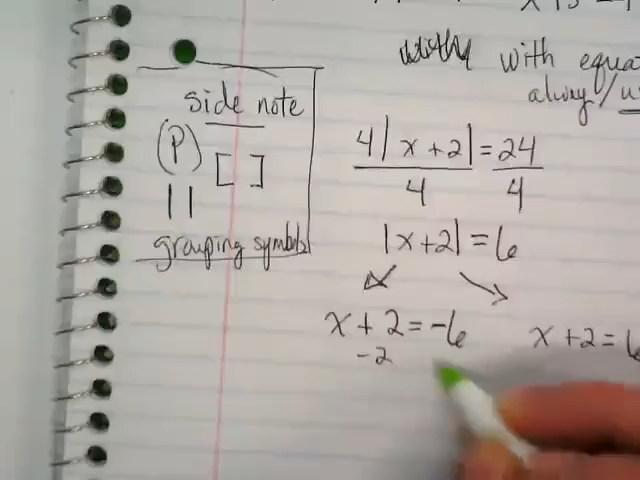 with equa
always/
side note
(P) [ ]
| |
grouping symbols
4|x+2| = 24
4 4
|x+2| = 6
x + 2 = -6 x + 2 = 6
-2